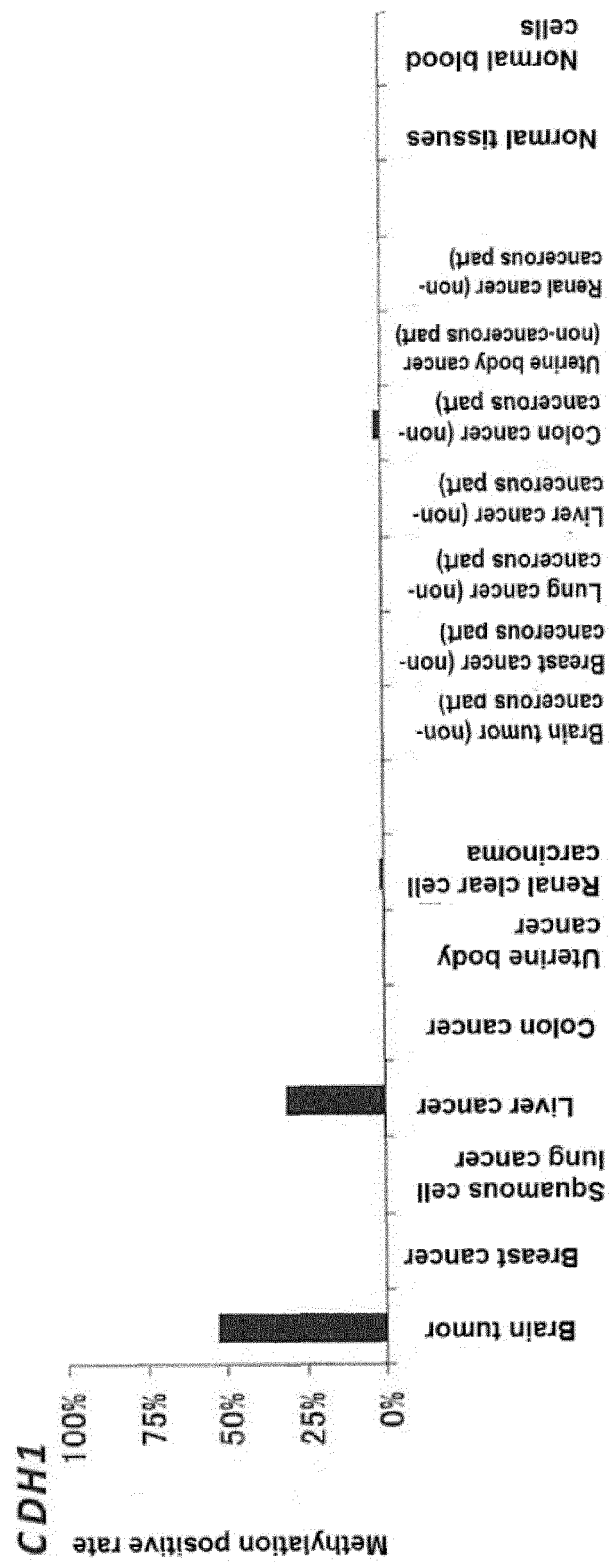 CDH1
Methylation positive rate
100%
75%
50%
25%
0%
Brain tumor
Breast cancer
Squamous cell
lung cancer
Liver cancer
Colon cancer
Uterine body
cancer
Renal clear cell
carcinoma
Brain tumor (non-
cancerous part)
Breast cancer (non-
cancerous part)
Lung cancer (non-
cancerous part)
Liver cancer (non-
cancerous part)
Colon cancer (non-
cancerous part)
Uterine body cancer
(non-cancerous part)
Renal cancer (non-
cancerous part)
Normal tissues
Normal blood
cells